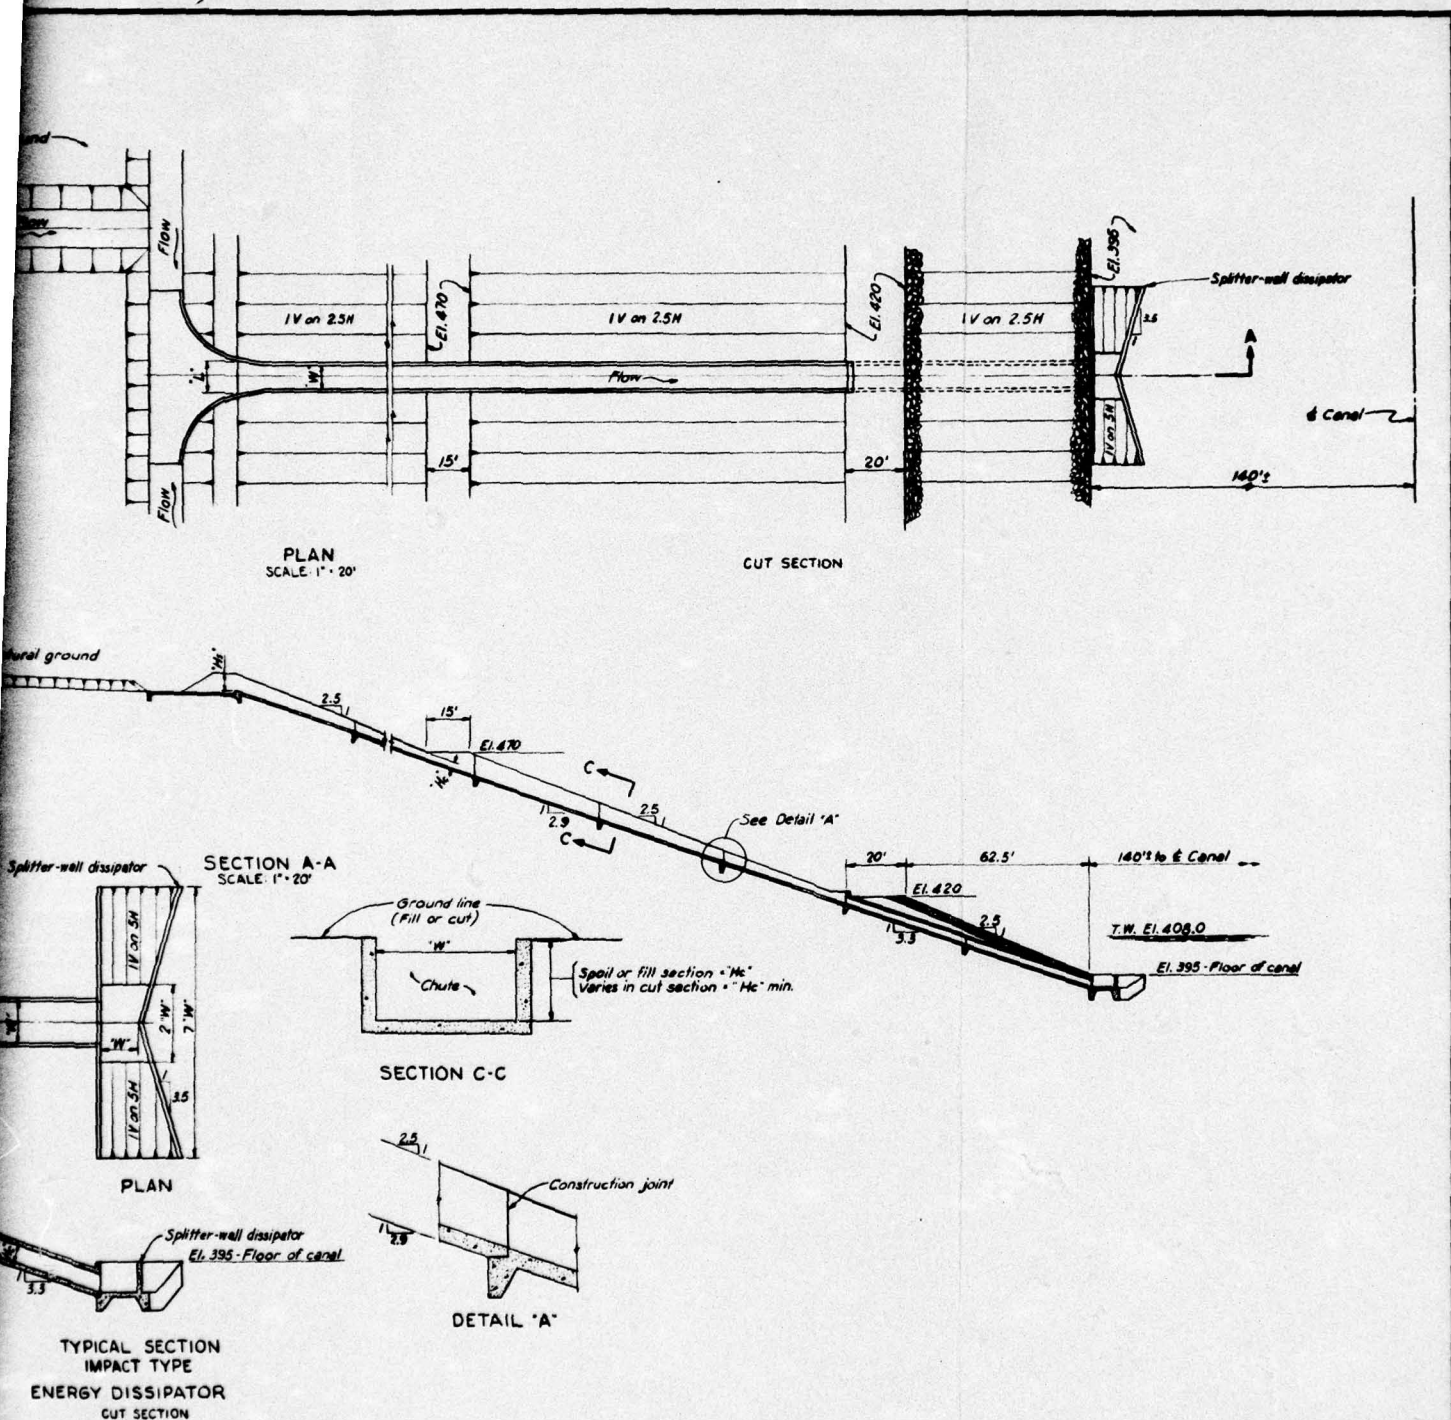 Flow
Flow
1V on 2.5H
El. 470
1V on 2.5H
El. 420
1V on 2.5H
El. 395
Splitter-wall dissipator
3.5
1
A
"L"
"W"
Flow
1V on 5H
℄ Canal
15'
20'
140'±
Flow
PLAN
SCALE: 1" = 20'
CUT SECTION
ground
2.5
1
15'
El. 470
"Hc"
C
1
2.9
2.5
1
C
See Detail "A"
20'
62.5'
140'± to ℄ Canal
El. 420
2.5
1
1
3.3
T.W. El. 408.0
El. 395 - Floor of canal
SECTION A-A
SCALE: 1" = 20'
Splitter-wall dissipator
1V on 5H
"W"
2 "W"
7 "W"
1V on 5H
1
3.5
PLAN
Ground line
(Fill or cut)
"W"
Chute
Spoil or fill section = "Hc"
Varies in cut section = "Hc" min.
SECTION C-C
2.5
1
Construction joint
1
2.9
DETAIL "A"
Splitter-wall dissipator
El. 395 - Floor of canal
1
3.3
TYPICAL SECTION
IMPACT TYPE
ENERGY DISSIPATOR
CUT SECTION